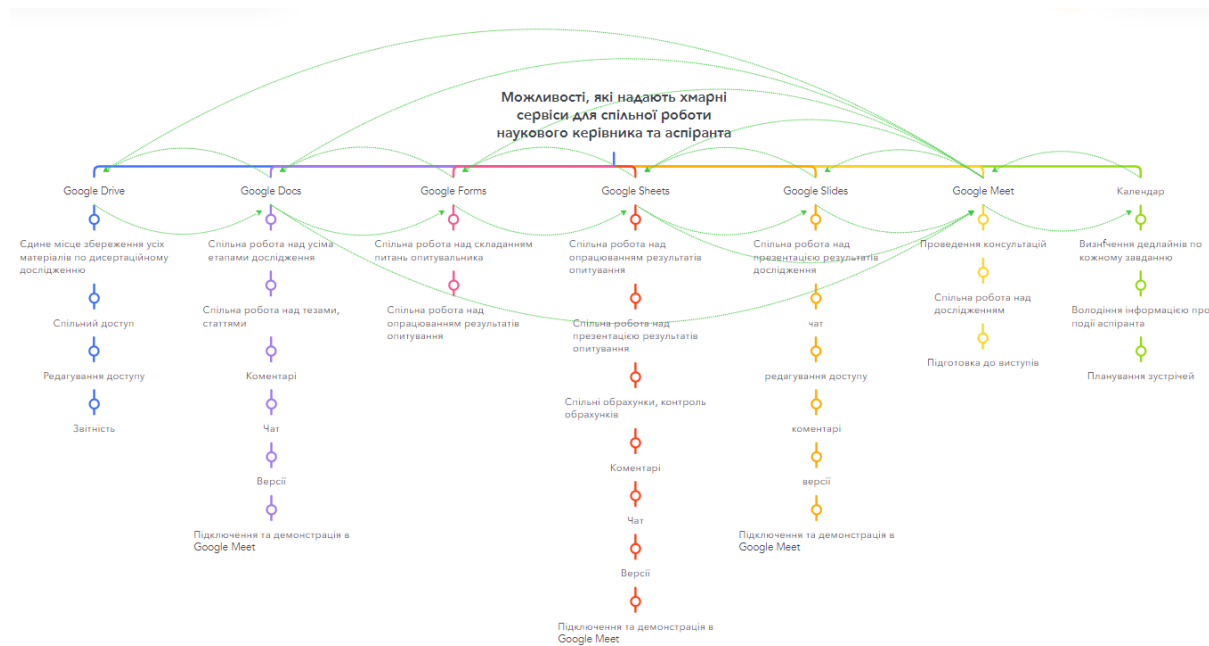 Можливості, які надають хмарні
сервіси для спільної роботи
наукового керівника та аспіранта
Google Drive
Єдине місце збереження усіх
матеріалів по дисертаційному
дослідженню
Спільний доступ
Редагування доступу
Звітність
Google Docs
Спільна робота над усіма
етапами дослідження
Спільна робота над тезами,
статтями
Коментарі
Чат
Версії
Підключення та демонстрація в
Google Meet
Google Forms
Спільна робота над складанням
питань опитувальника
Спільна робота над
опрацюванням результатів
опитування
Google Sheets
Спільна робота над
опрацюванням результатів
опитування
Спільна робота над
презентацією результатів
опитування
Спільні обрахунки, контроль
обрахунків
Коментарі
Чат
Версії
Підключення та демонстрація в
Google Meet
Google Slides
Спільна робота над
презентацією результатів
дослідження
чат
редагування доступу
коментарі
версії
Підключення та демонстрація в
Google Meet
Google Meet
Проведення консультацій
Спільна робота над
дослідженням
Підготовка до виступів
Календар
Визначення дедлайнів по
кожному завданню
Володіння інформацією про
події аспіранта
Планування зустрічей